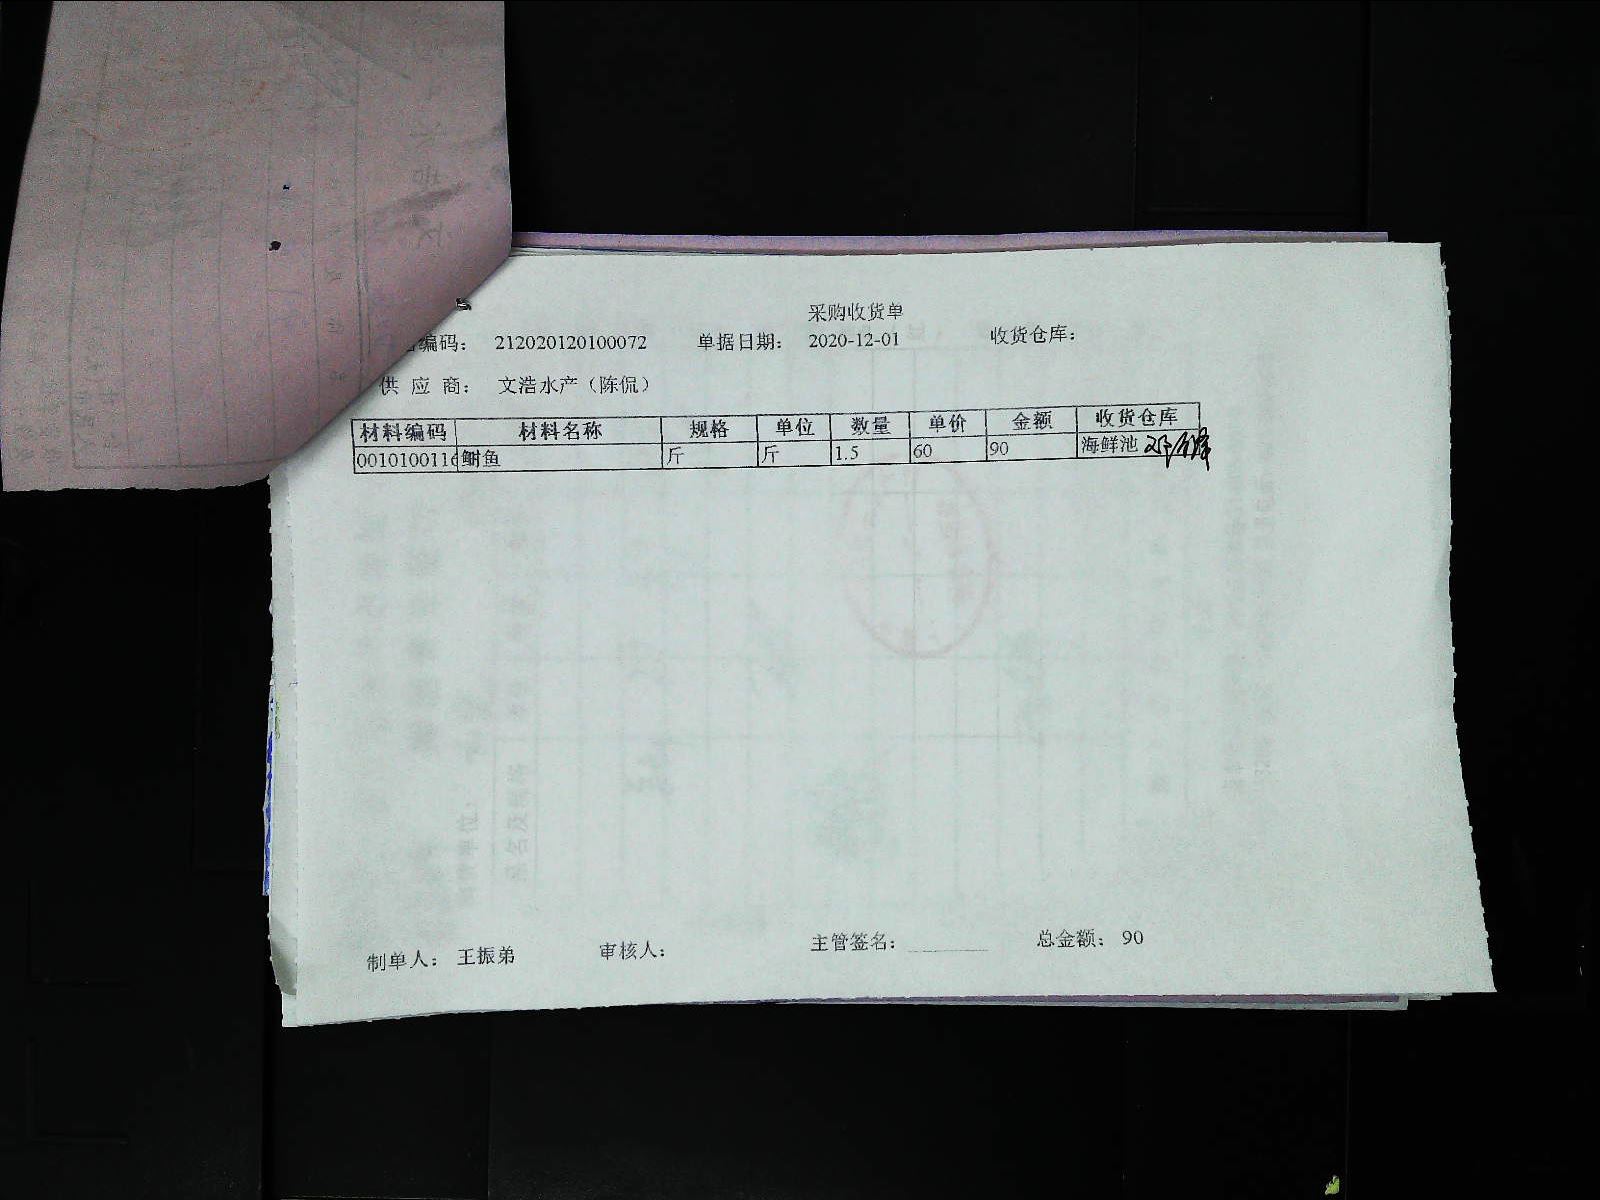 采购收货单
编码： 212020120100072 单据日期： 2020-12-01 收货仓库：
供 应 商： 文浩水产（陈侃）
材料编码 材料名称 规格 单位 数量 单价 金额 收货仓库
0010100116 鲥鱼 斤 斤 1.5 60 90 海鲜池
制单人： 王振弟 审核人： 主管签名： 总金额： 90